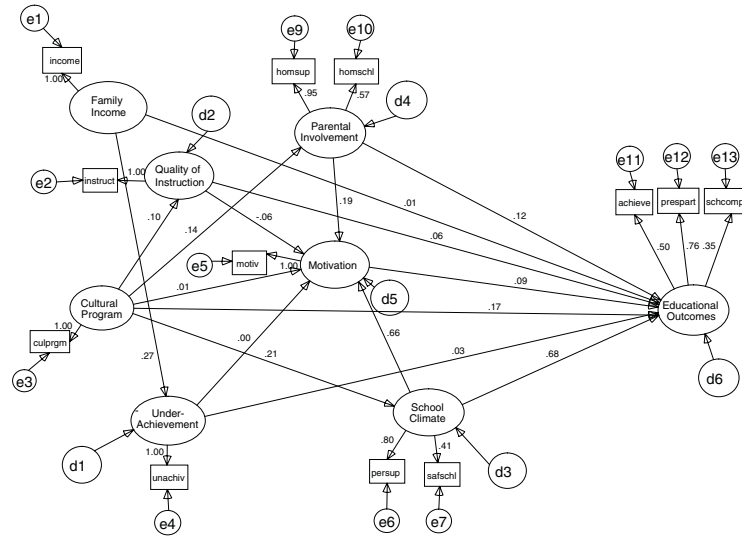 e1
income
1.00
Family
Income
e9
e10
homsup
homschl
.95
.57
d4
Parental
Involvement
d2
e2
instruct
1.00
Quality of
Instruction
e11
e12
e13
achieve
prespart
schcomp
.50
.76
.35
.10
.14
-.06
.19
.01
.12
.06
e5
motiv
1.00
Motivation
d5
.01
.09
Cultural
Program
1.00
culprgm
e3
.17
Educational
Outcomes
d6
.27
.00
.21
.66
.03
.68
Under-
Achievement
d1
1.00
unachiv
e4
School
Climate
d3
.80
.41
persup
safschl
e6
e7